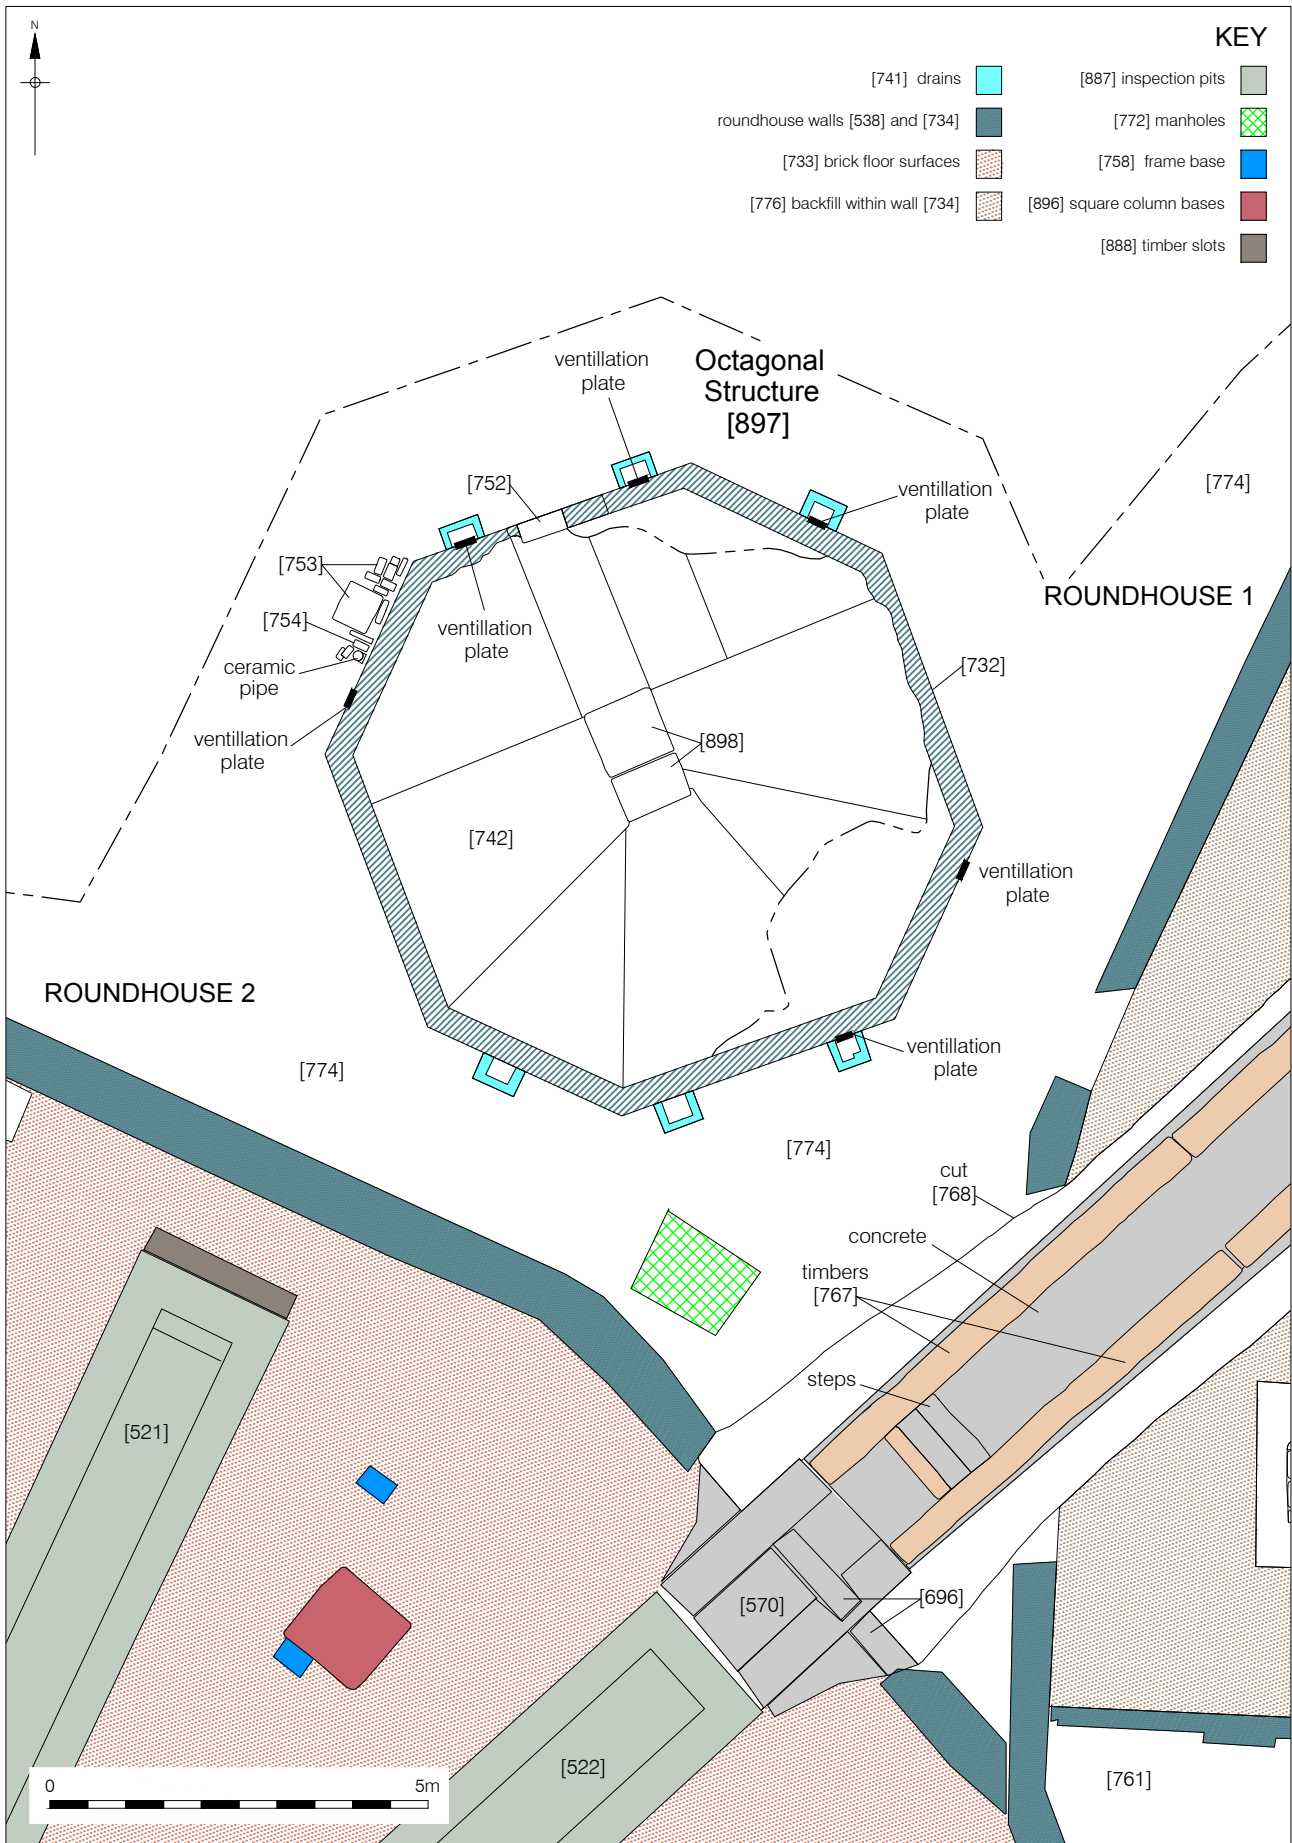 N
KEY
[741] drains
[887] inspection pits
roundhouse walls [538] and [734]
[772] manholes
[733] brick floor surfaces
[758] frame base
[776] backfill within wall [734]
[896] square column bases
[888] timber slots
Octagonal
Structure
[897]
ventillation
plate
[752]
ventillation
plate
[774]
[753]
ROUNDHOUSE 1
[754]
ventillation
plate
ceramic
pipe
[732]
ventillation
plate
[898]
[742]
ventillation
plate
ROUNDHOUSE 2
ventillation
plate
[774]
[774]
cut
[768]
concrete
timbers
[767]
steps
[521]
[570]
[696]
[522]
[761]
0
5m